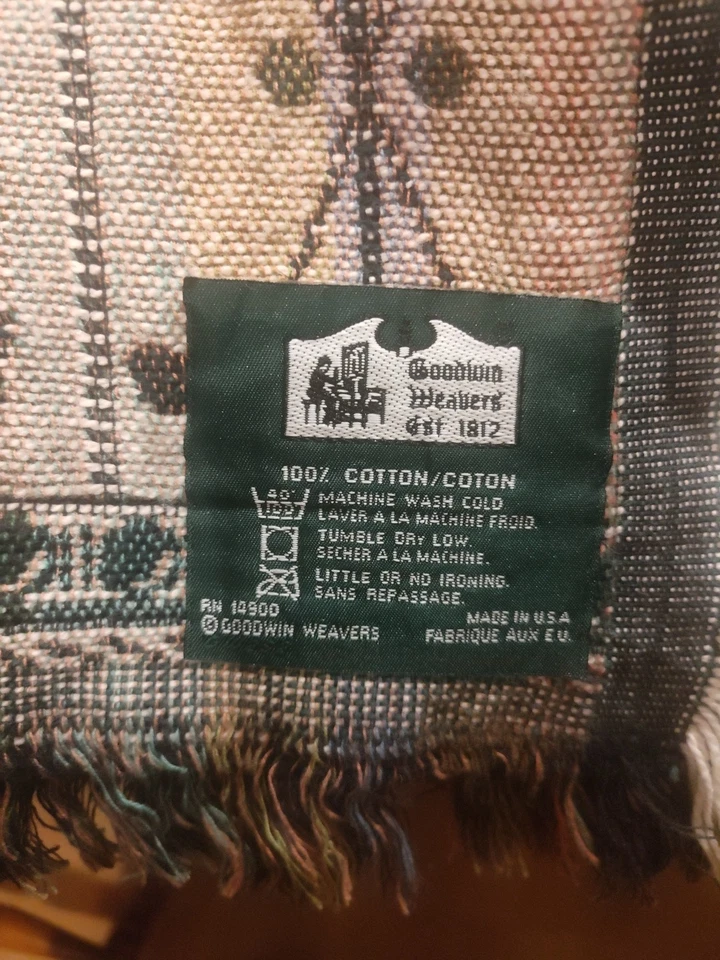 Goodwin
Weavers
Est 1812
100% COTTON/COTON
40°
MACHINE WASH COLD
LAVER A LA MACHINE FROID.
TUMBLE DRY LOW.
SECHER A LA MACHINE.
LITTLE OR NO IRONING.
SANS REPASSAGE.
RN 14900
© GOODWIN WEAVERS
MADE IN U.S.A
FABRIQUE AUX E U.